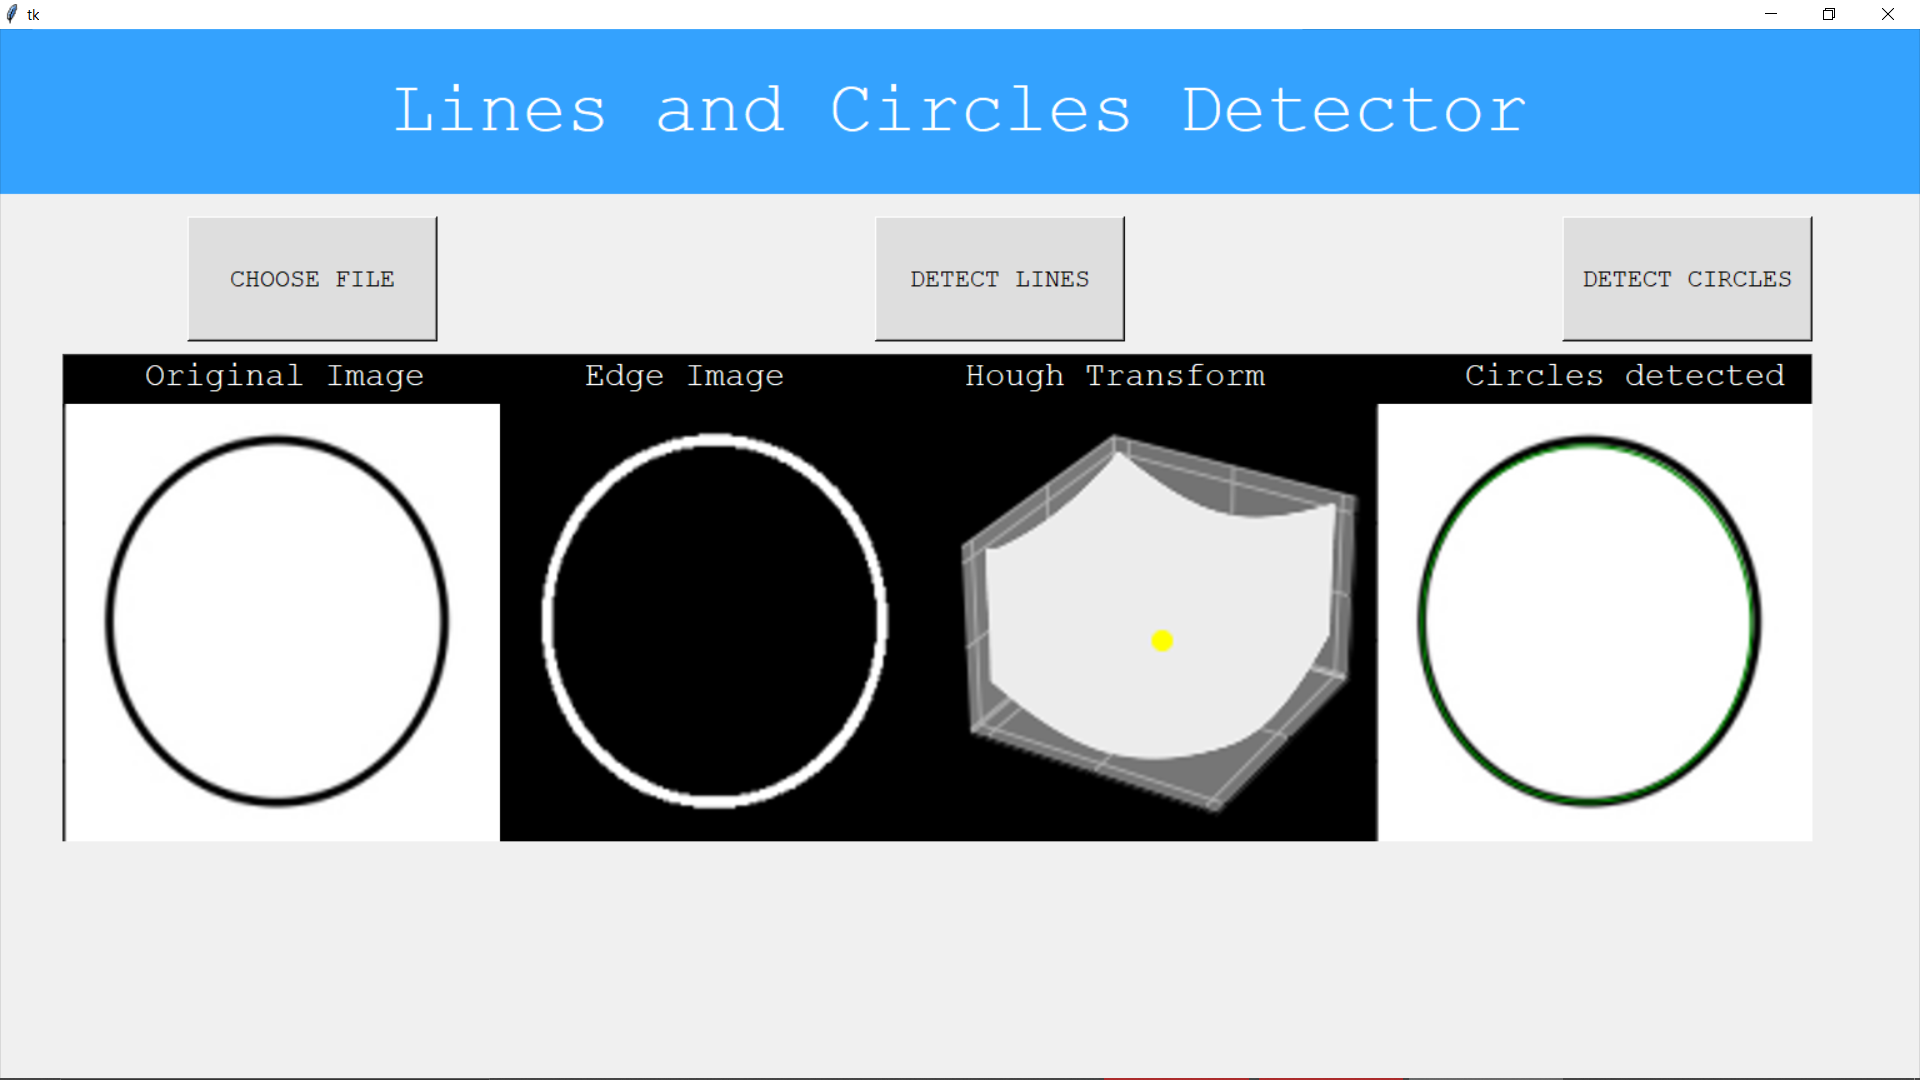 tk
Lines and Circles Detector
CHOOSE FILE
DETECT LINES
DETECT CIRCLES
Original Image
Edge Image
Hough Transform
Circles detected